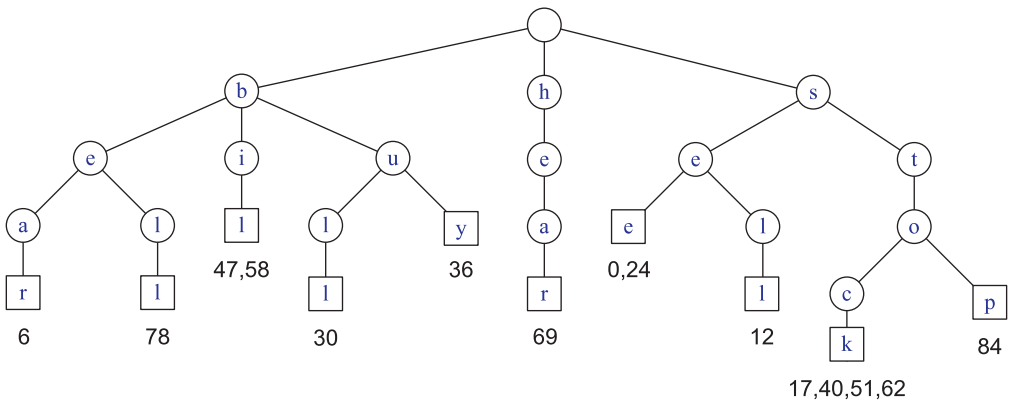 b h s
e i u e e t
a l l l y a e l o
r l l r l c p
47,58 36 0,24
6 78 30 69 12 k 84
17,40,51,62